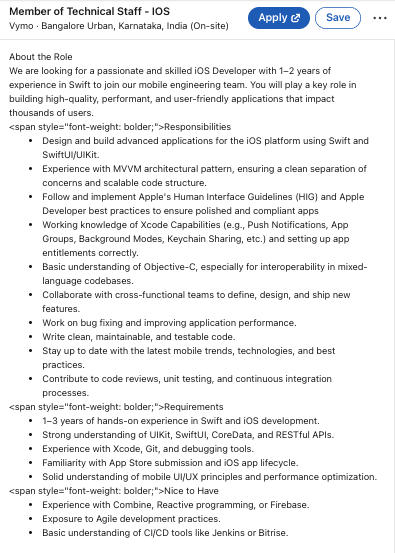 Member of Technical Staff - IOS
Vymo · Bangalore Urban, Karnataka, India (On-site)
Apply
Save
About the Role
We are looking for a passionate and skilled iOS Developer with 1–2 years of
experience in Swift to join our mobile engineering team. You will play a key role in
building high-quality, performant, and user-friendly applications that impact
thousands of users.
<span style="font-weight: bolder;">Responsibilities
• Design and build advanced applications for the iOS platform using Swift and
SwiftUI/UIKit.
• Experience with MVVM architectural pattern, ensuring a clean separation of
concerns and scalable code structure.
• Follow and implement Apple's Human Interface Guidelines (HIG) and Apple
Developer best practices to ensure polished and compliant apps
• Working knowledge of Xcode Capabilities (e.g., Push Notifications, App
Groups, Background Modes, Keychain Sharing, etc.) and setting up app
entitlements correctly.
• Basic understanding of Objective-C, especially for interoperability in mixed-
language codebases.
• Collaborate with cross-functional teams to define, design, and ship new
features.
• Work on bug fixing and improving application performance.
• Write clean, maintainable, and testable code.
• Stay up to date with the latest mobile trends, technologies, and best
practices.
• Contribute to code reviews, unit testing, and continuous integration
processes.
<span style="font-weight: bolder;">Requirements
• 1–3 years of hands-on experience in Swift and iOS development.
• Strong understanding of UIKit, SwiftUI, CoreData, and RESTful APIs.
• Experience with Xcode, Git, and debugging tools.
• Familiarity with App Store submission and iOS app lifecycle.
• Solid understanding of mobile UI/UX principles and performance optimization.
<span style="font-weight: bolder;">Nice to Have
• Experience with Combine, Reactive programming, or Firebase.
• Exposure to Agile development practices.
• Basic understanding of CI/CD tools like Jenkins or Bitrise.